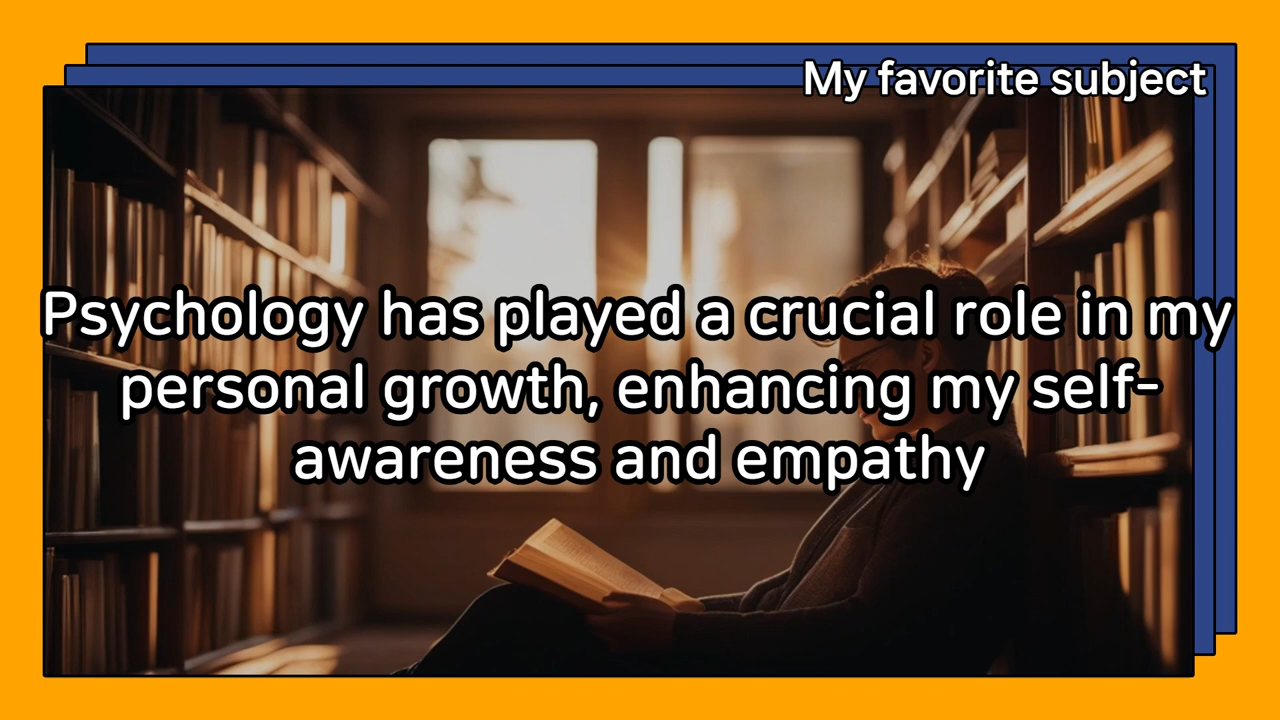 My favorite subject
Psychology has played a crucial role in my
personal growth, enhancing my self-
awareness and empathy